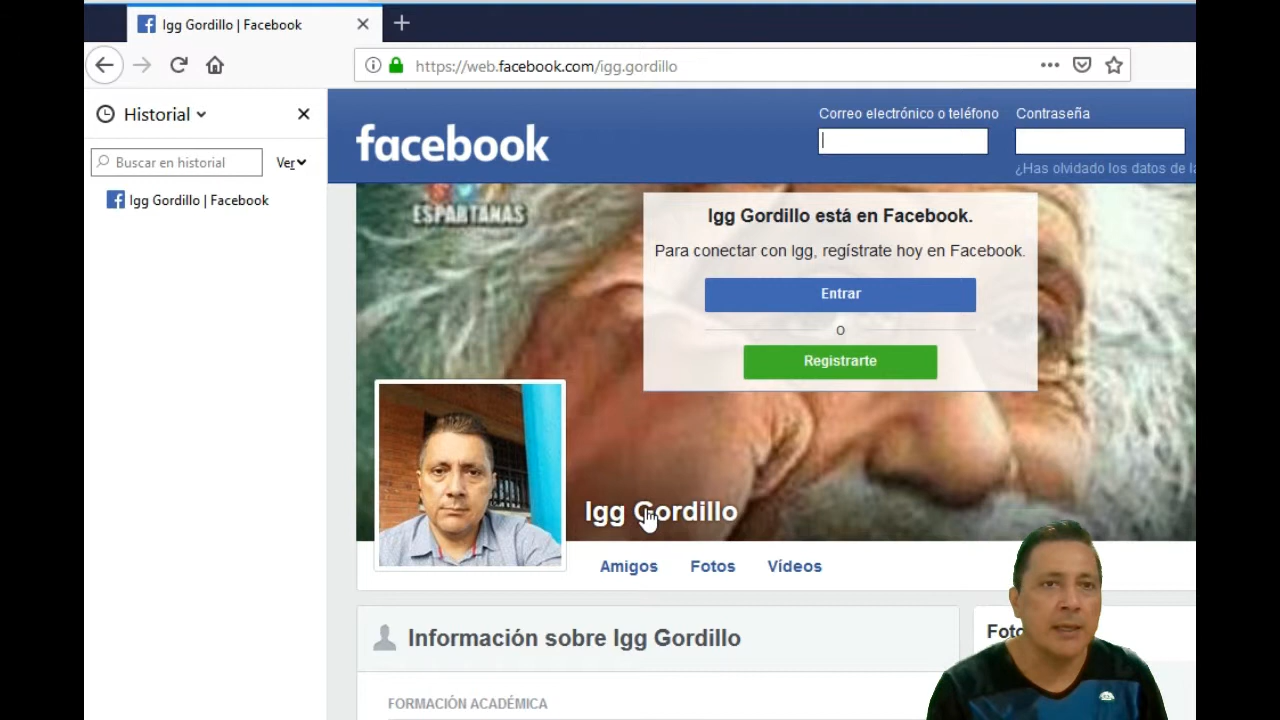 Igg Gordillo | Facebook
https://web.facebook.com/igg.gordillo
Historial
Buscar en historial
Ver
Igg Gordillo | Facebook
facebook
Correo electrónico o teléfono
Contraseña
¿Has olvidado los datos de la
ESPARTANAS
Igg Gordillo está en Facebook.
Para conectar con Igg, regístrate hoy en Facebook.
Entrar
o
Registrarte
Igg Gordillo
Amigos
Fotos
Vídeos
Información sobre Igg Gordillo
Foto
FORMACIÓN ACADÉMICA